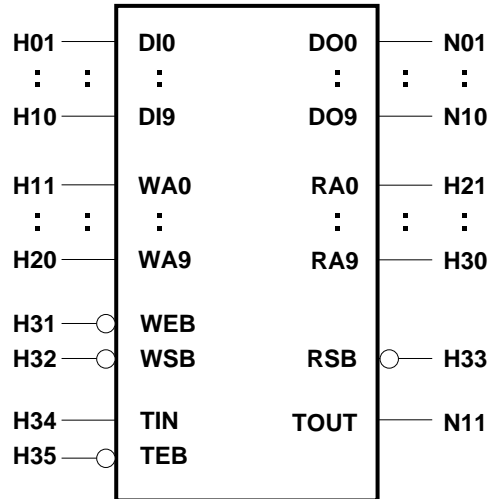 H01 DI0 DO0 N01
: : : : : :
H10 DI9 DO9 N10
H11 WA0 RA0 H21
: : : : : :
H20 WA9 RA9 H30
H31 WEB
H32 WSB RSB H33
H34 TIN TOUT N11
H35 TEB